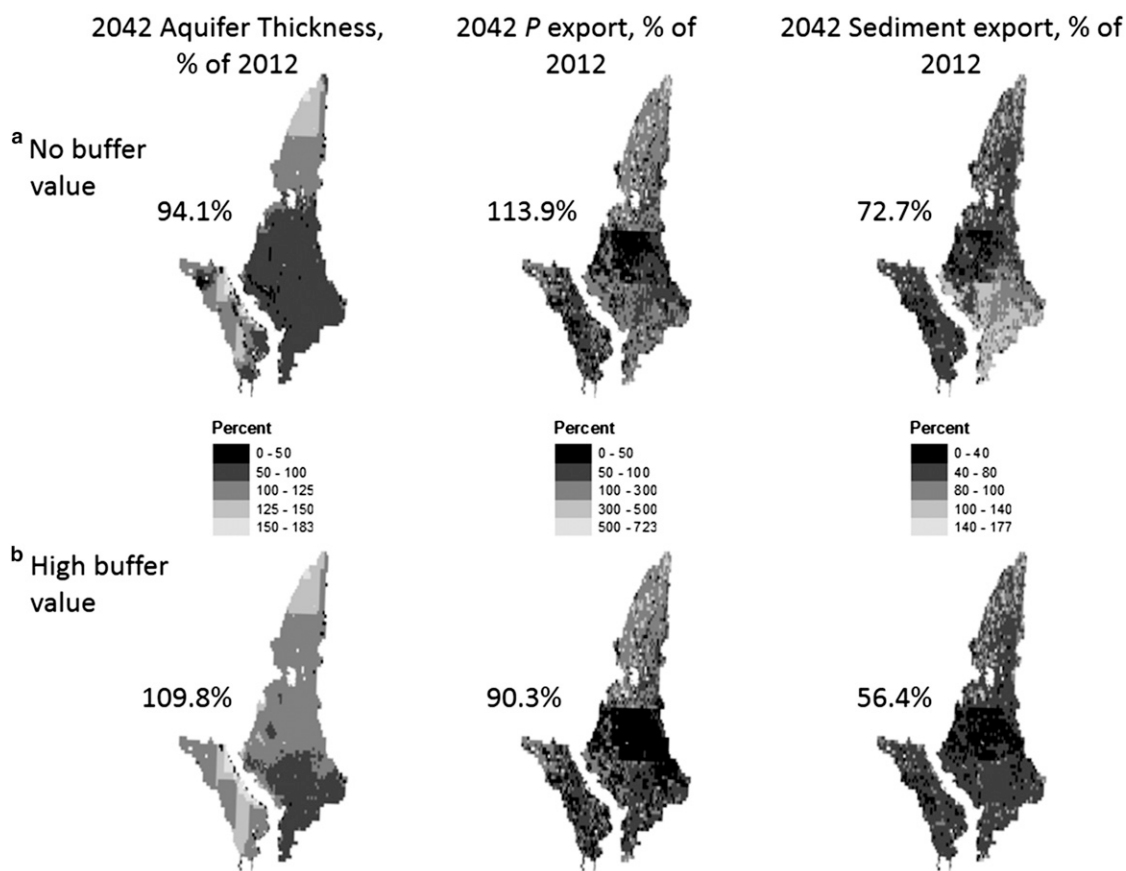 2042 Aquifer Thickness,
% of 2012
2042 P export, % of
2012
2042 Sediment export, % of
2012
a No buffer
value
94.1%
113.9%
72.7%
Percent
0 - 50
50 - 100
100 - 125
125 - 150
150 - 183
Percent
0 - 50
50 - 100
100 - 300
300 - 500
500 - 723
Percent
0 - 40
40 - 80
80 - 100
100 - 140
140 - 177
b High buffer
value
109.8%
90.3%
56.4%